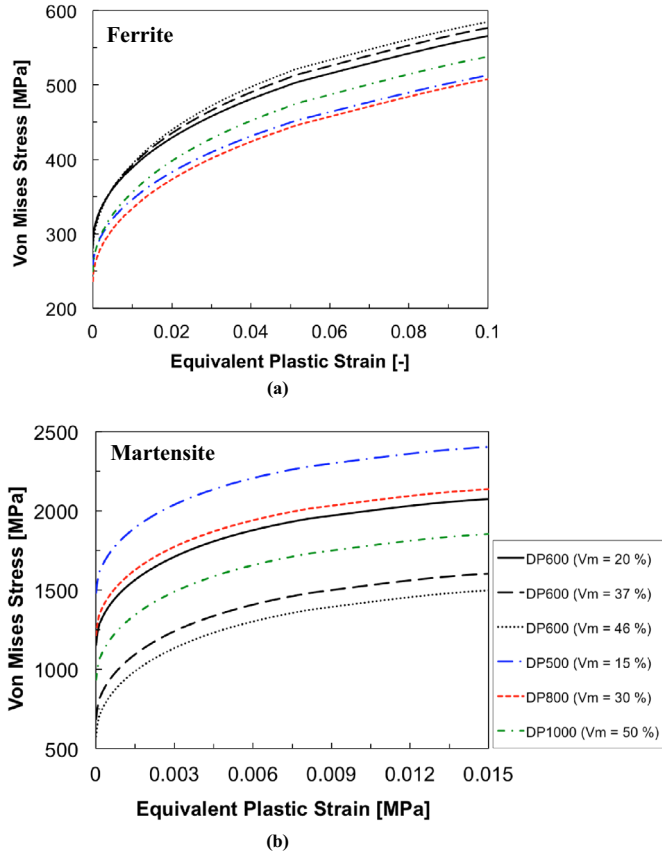 600
Ferrite
500
400
300
200
Von Mises Stress [MPa]
0
0.02
0.04
0.06
0.08
0.1
Equivalent Plastic Strain [-]
(a)
2500
Martensite
2000
1500
1000
500
Von Mises Stress [MPa]
DP600 (Vm = 20 %)
DP600 (Vm = 37 %)
DP600 (Vm = 46 %)
DP500 (Vm = 15 %)
DP800 (Vm = 30 %)
DP1000 (Vm = 50 %)
0
0.003
0.006
0.009
0.012
0.015
Equivalent Plastic Strain [MPa]
(b)